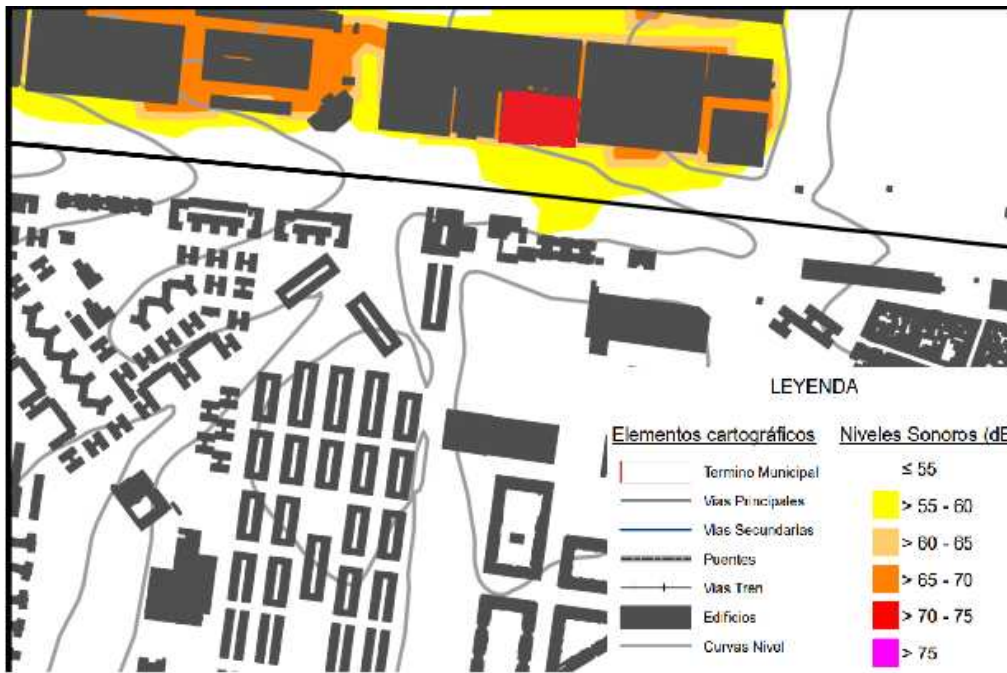 LEYENDA
Elementos cartográficos
Termino Municipal
Vias Principales
Vias Secundarias
Puentes
Vias Tren
Edificios
Curvas Nivel
Niveles Sonoros (dB
≤ 55
> 55 - 60
> 60 - 65
> 65 - 70
> 70 - 75
> 75